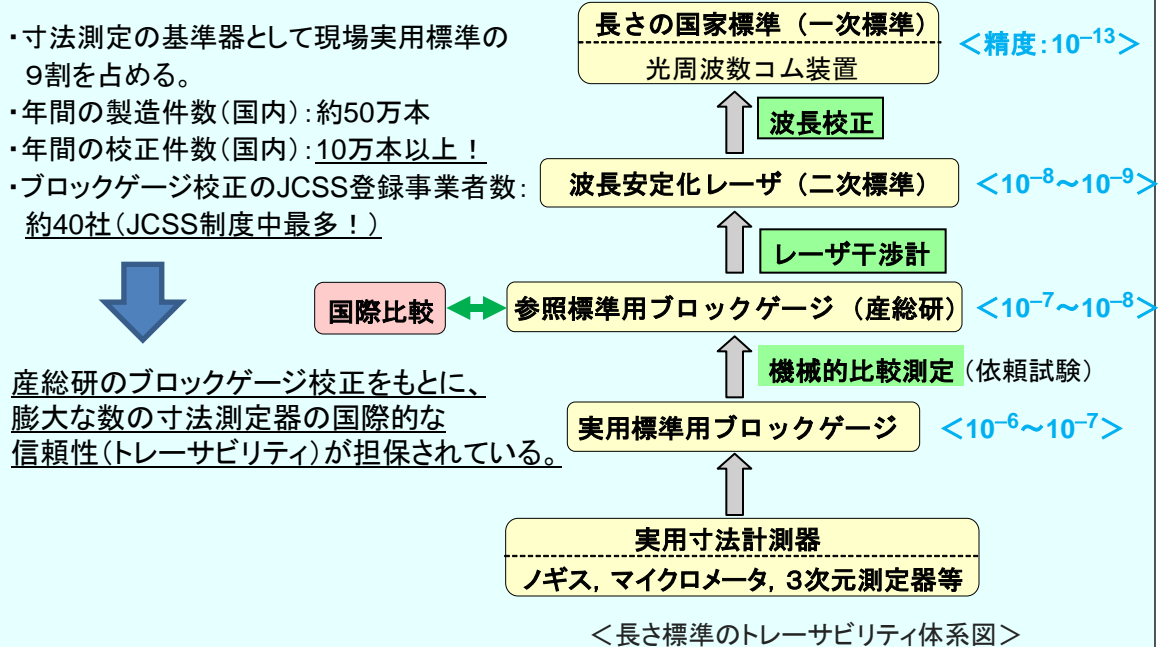 ・寸法測定の基準器として現場実用標準の
９割を占める。
・年間の製造件数(国内)：約50万本
・年間の校正件数(国内)：10万本以上！
・ブロックゲージ校正のJCSS登録事業者数：
約40社(JCSS制度中最多！)
産総研のブロックゲージ校正をもとに、
膨大な数の寸法測定器の国際的な
信頼性(トレーサビリティ)が担保されている。
長さの国家標準（一次標準）
光周波数コム装置
＜精度：10–13＞
波長校正
波長安定化レーザ（二次標準）
＜10–8～10–9＞
レーザ干渉計
国際比較
参照標準用ブロックゲージ（産総研）
＜10–7～10–8＞
機械的比較測定 (依頼試験)
実用標準用ブロックゲージ
＜10–6～10–7＞
実用寸法計測器
ノギス，マイクロメータ，３次元測定器等
＜長さ標準のトレーサビリティ体系図＞